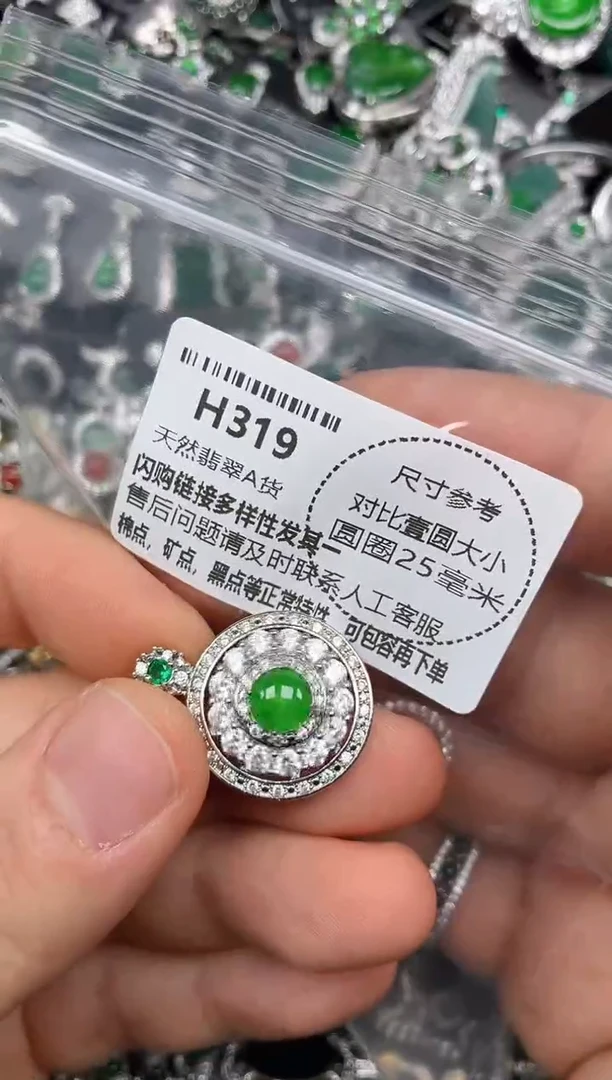 H319
天然翡翠A货
闪购链接多样性发其一
售后问题请及时联系人工客服
棉点，矿点，黑点等正常特性，可包容再下单
尺寸参考
对比壹圆大小
圆圈25毫米